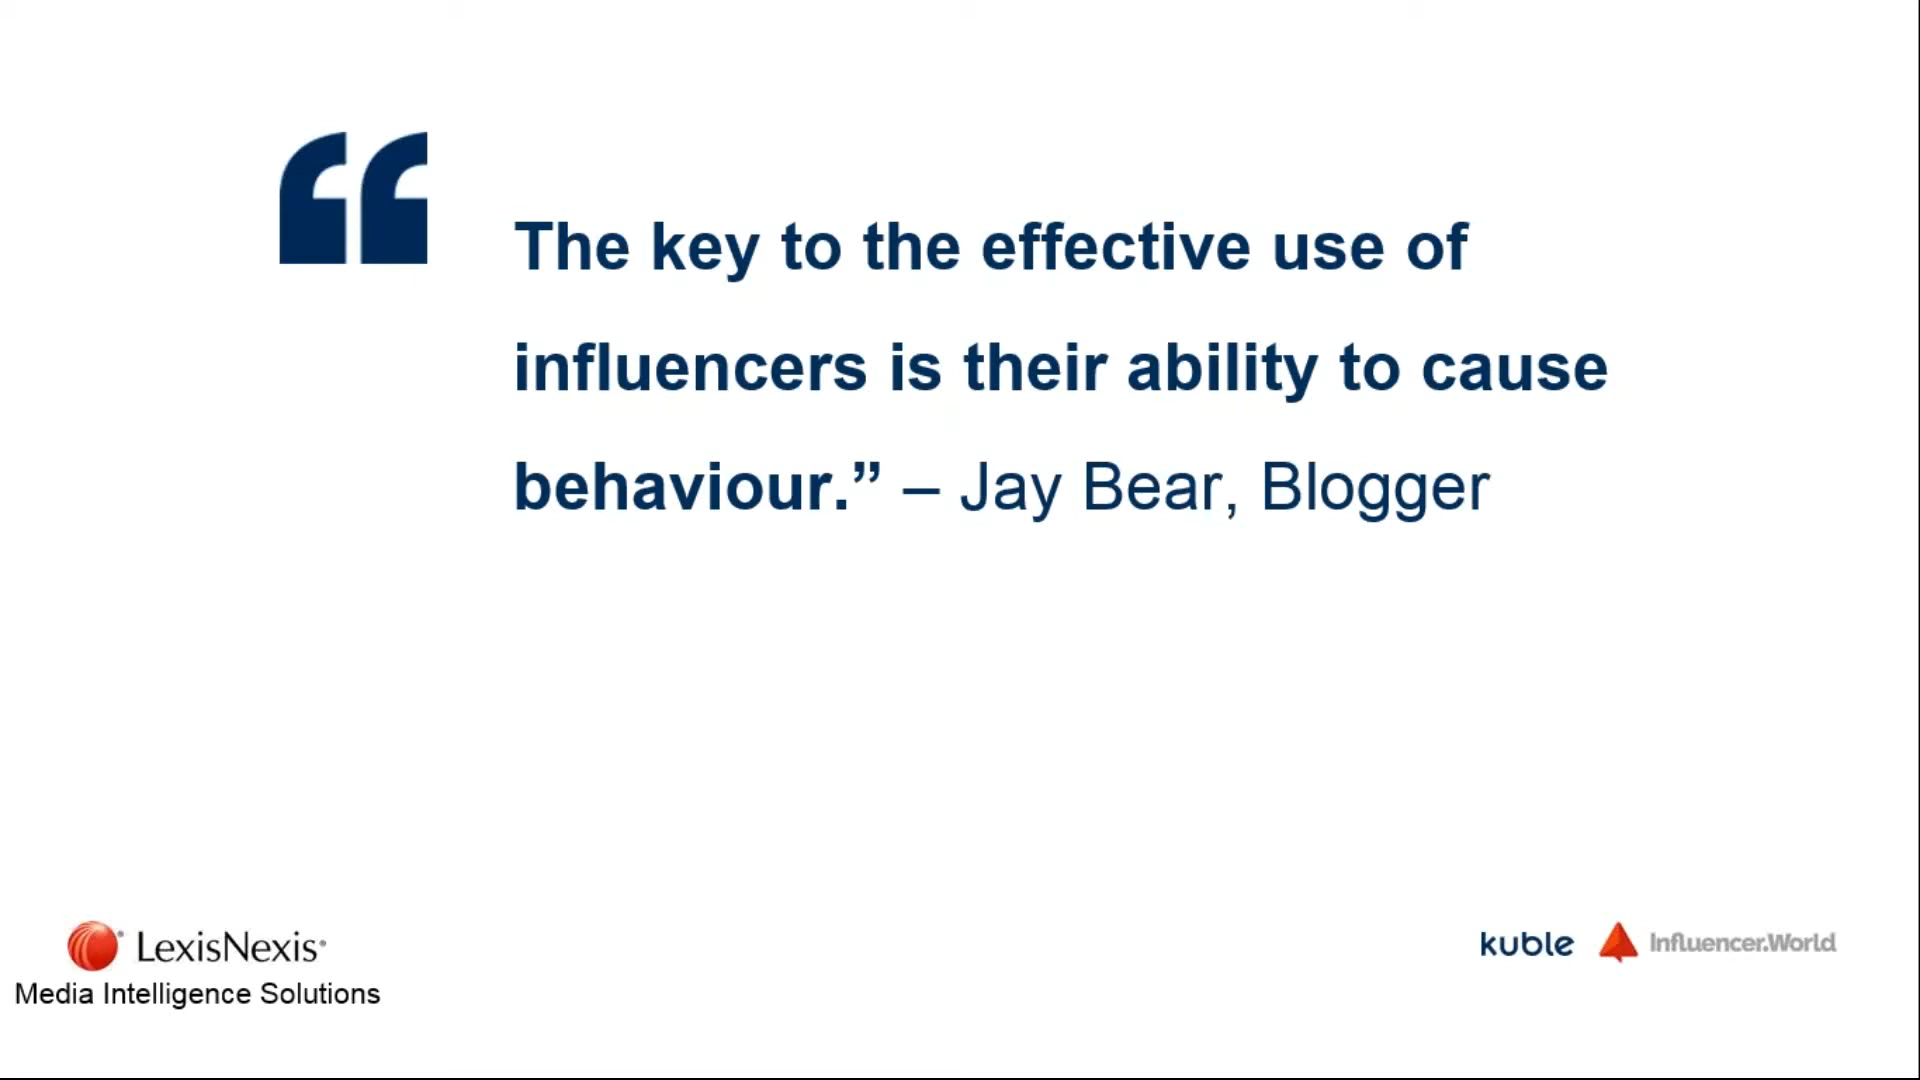 “
The key to the effective use of
influencers is their ability to cause
behaviour.” – Jay Bear, Blogger
LexisNexis®
Media Intelligence Solutions
kuble
Influencer.World